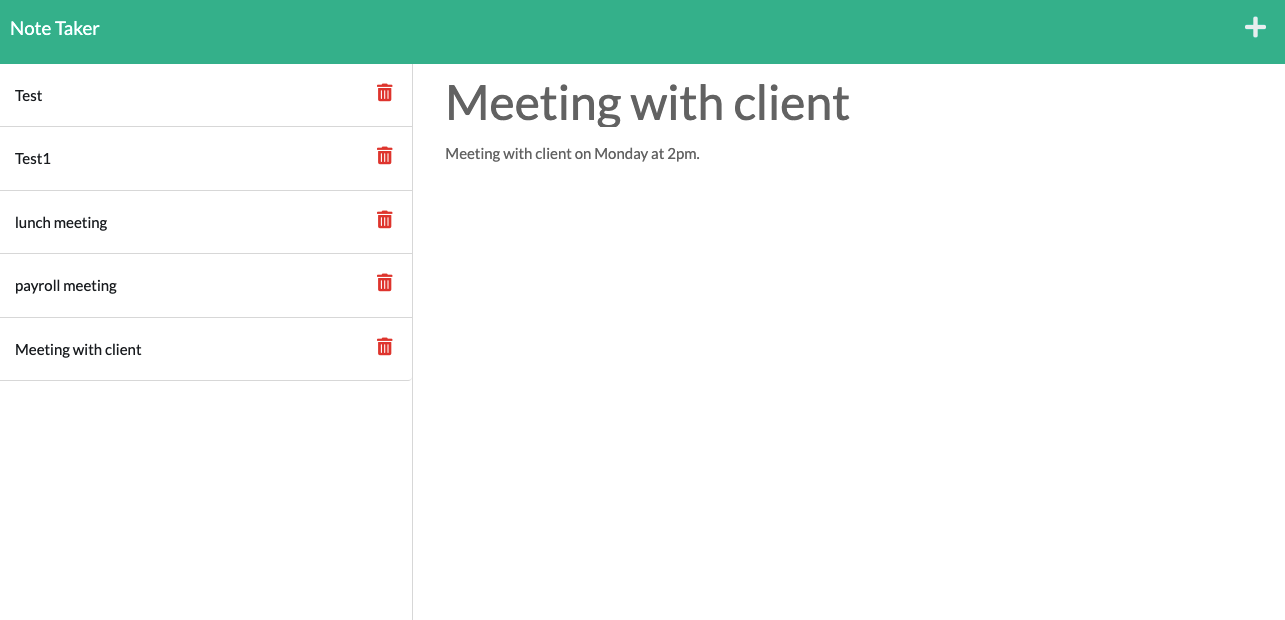 Note Taker
Test
Test1
lunch meeting
payroll meeting
Meeting with client
Meeting with client
Meeting with client on Monday at 2pm.